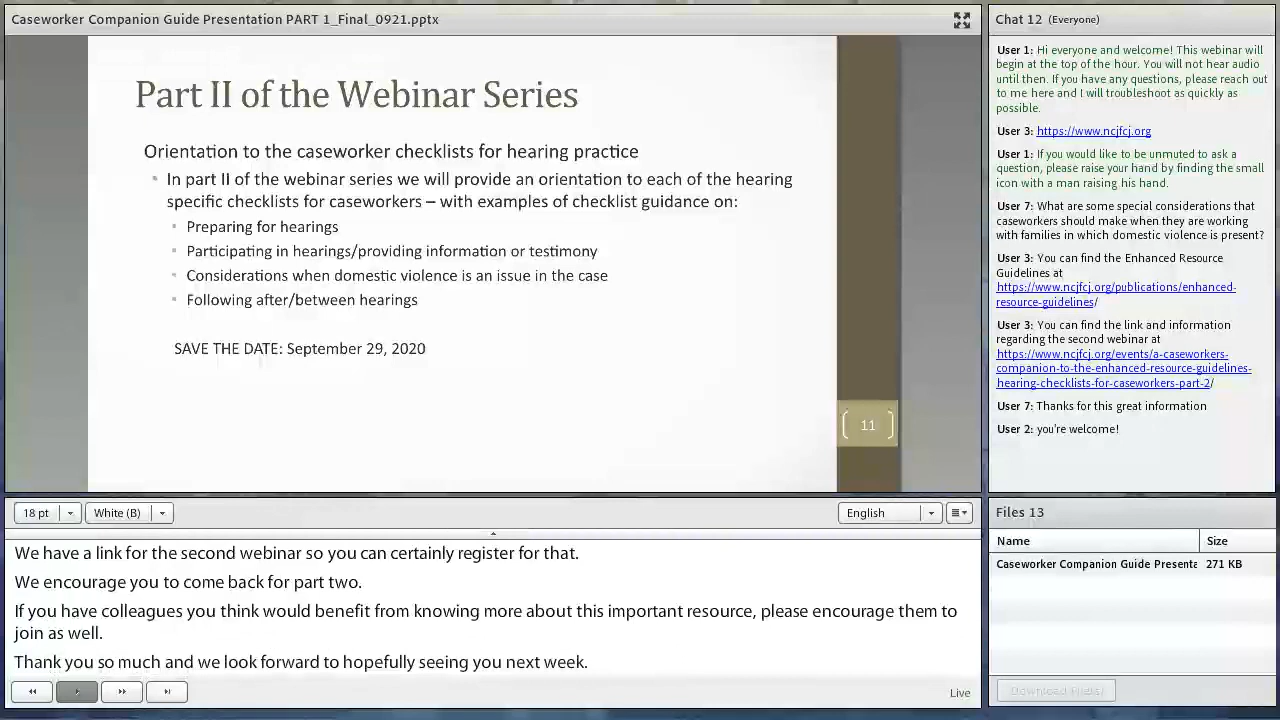 Caseworker Companion Guide Presentation PART 1_Final_0921.pptx
Part II of the Webinar Series
Orientation to the caseworker checklists for hearing practice
In part II of the webinar series we will provide an orientation to each of the hearing
specific checklists for caseworkers – with examples of checklist guidance on:
Preparing for hearings
Participating in hearings/providing information or testimony
Considerations when domestic violence is an issue in the case
Following after/between hearings
SAVE THE DATE: September 29, 2020
11
18 pt
White (B)
English
We have a link for the second webinar so you can certainly register for that.
We encourage you to come back for part two.
If you have colleagues you think would benefit from knowing more about this important resource, please encourage them to
join as well.
Thank you so much and we look forward to hopefully seeing you next week.
Live
Chat 12 (Everyone)
User 1: Hi everyone and welcome! This webinar will
begin at the top of the hour. You will not hear audio
until then. If you have any questions, please reach out
to me here and I will troubleshoot as quickly as
possible.
User 3: https://www.ncjfcj.org
User 1: If you would like to be unmuted to ask a
question, please raise your hand by finding the small
icon with a man raising his hand.
User 7: What are some special considerations that
caseworkers should make when they are working
with families in which domestic violence is present?
User 3: You can find the Enhanced Resource
Guidelines at
https://www.ncjfcj.org/publications/enhanced-
resource-guidelines/
User 3: You can find the link and information
regarding the second webinar at
https://www.ncjfcj.org/events/a-caseworkers-
companion-to-the-enhanced-resource-guidelines-
hearing-checklists-for-caseworkers-part-2/
User 7: Thanks for this great information
User 2: you're welcome!
Files 13
Name Size
Caseworker Companion Guide Presenta 271 KB
Download File(s)